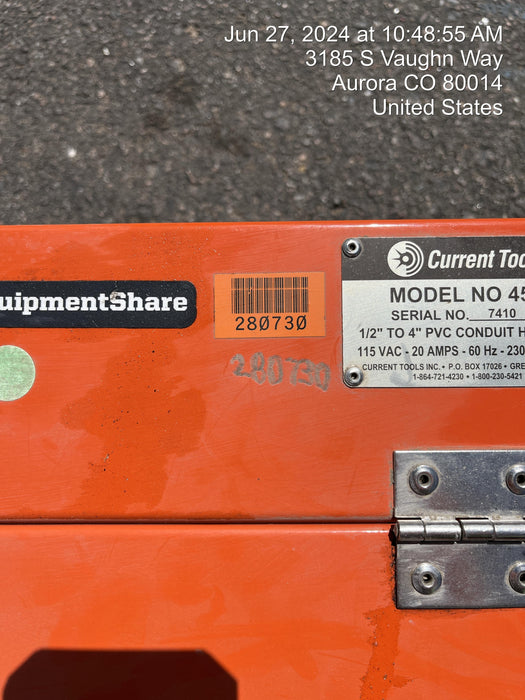 Jun 27, 2024 at 10:48:55 AM
3185 S Vaughn Way
Aurora CO 80014
United States
uipmentShare
280730
280730
Current Too
MODEL NO 45
SERIAL NO. 7410
1/2" TO 4" PVC CONDUIT H
115 VAC - 20 AMPS - 60 Hz - 230
CURRENT TOOLS INC. • P.O. BOX 17026 • GRE
1-864-721-4230 • 1-800-230-5421